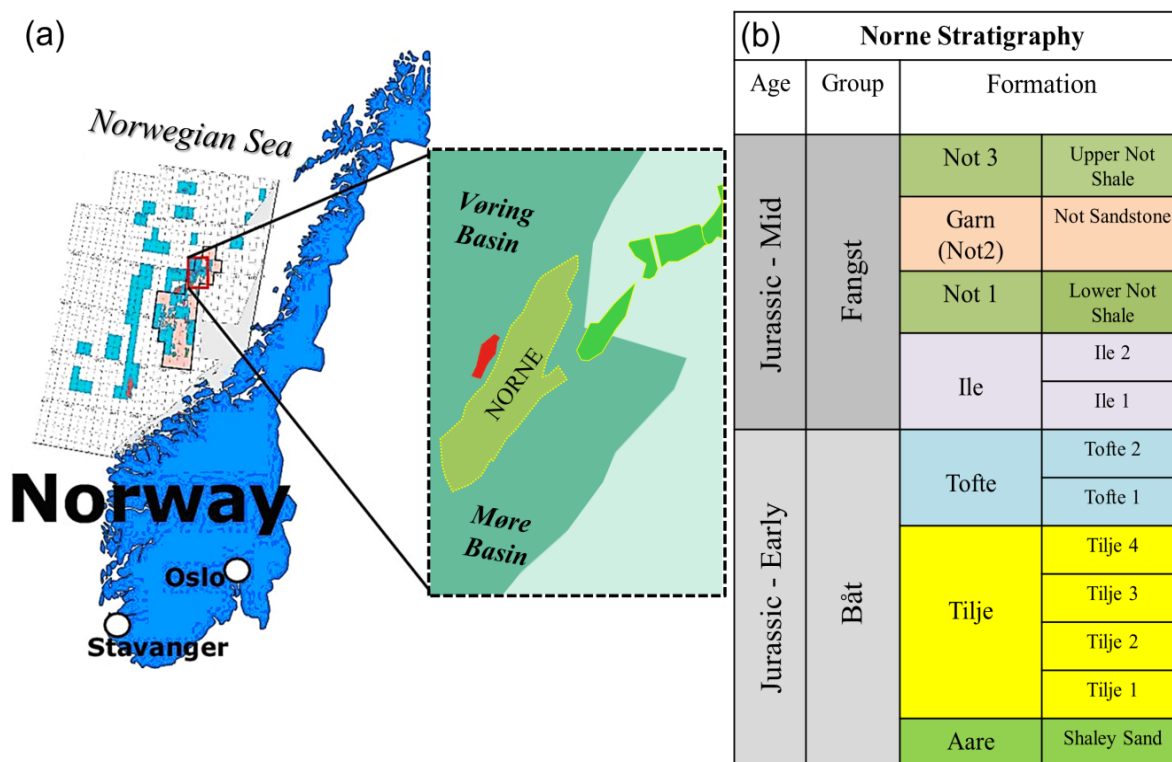 (a)
Norwegian Sea
Norway
Oslo
Stavanger
Vøring
Basin
NORNE
Møre
Basin
(b)
Norne Stratigraphy
Age
Group
Formation
Jurassic - Mid
Fangst
Not 3
Upper Not
Shale
Garn
(Not2)
Not Sandstone
Not 1
Lower Not
Shale
Ile
Ile 2
Ile 1
Jurassic - Early
Båt
Tofte
Tofte 2
Tofte 1
Tilje
Tilje 4
Tilje 3
Tilje 2
Tilje 1
Aare
Shaley Sand